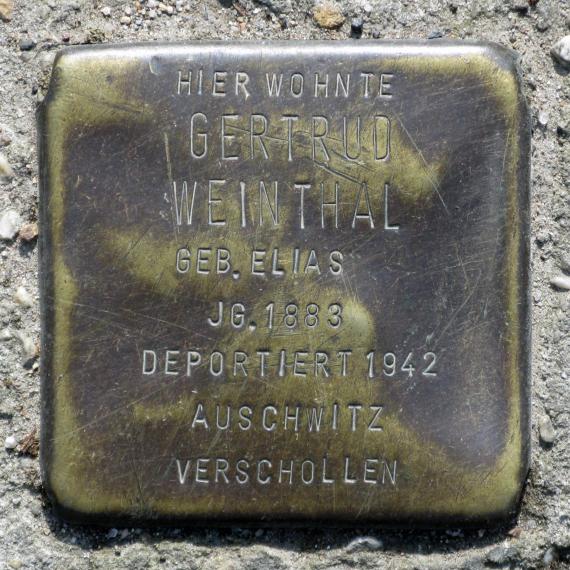 HIER WOHNTE
GERTRUD
WEINTHAL
GEB. ELIAS
JG. 1883
DEPORTIERT 1942
AUSCHWITZ
VERSCHOLLEN